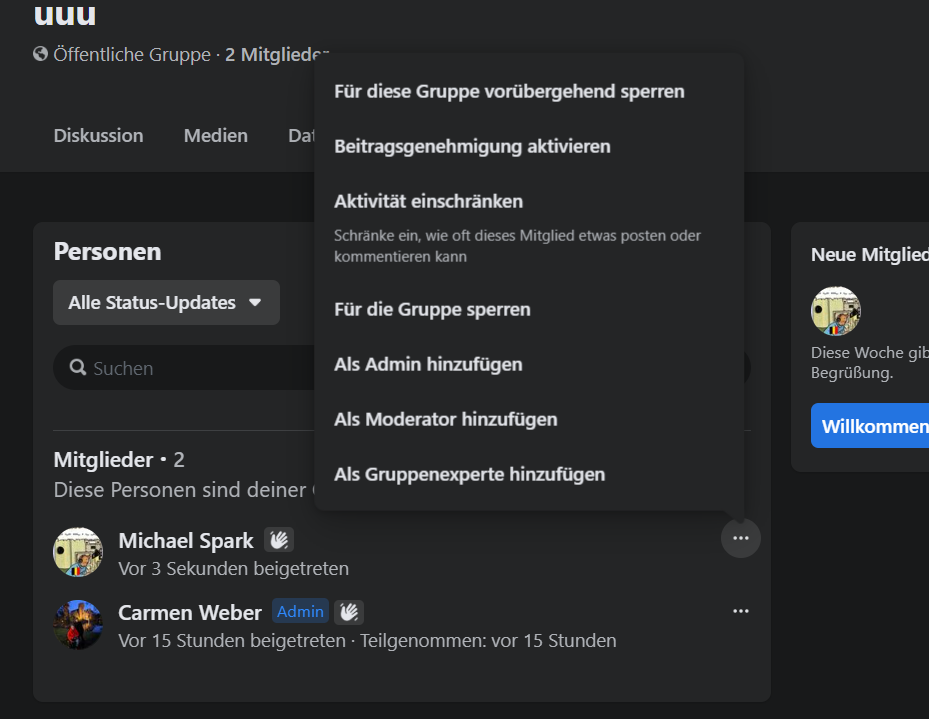 uuu
Öffentliche Gruppe · 2 Mitglieder
Für diese Gruppe vorübergehend sperren
Diskussion Medien
Beitragsgenehmigung aktivieren
Aktivität einschränken
Schränke ein, wie oft dieses Mitglied etwas posten oder
kommentieren kann
Für die Gruppe sperren
Als Admin hinzufügen
Als Moderator hinzufügen
Als Gruppenexperte hinzufügen
Personen
Alle Status-Updates
Suchen
Mitglieder · 2
Diese Personen sind deiner
Michael Spark
Vor 3 Sekunden beigetreten
Carmen Weber Admin
Vor 15 Stunden beigetreten · Teilgenommen: vor 15 Stunden
Neue Mitglied
Diese Woche gib
Begrüßung.
Willkommen